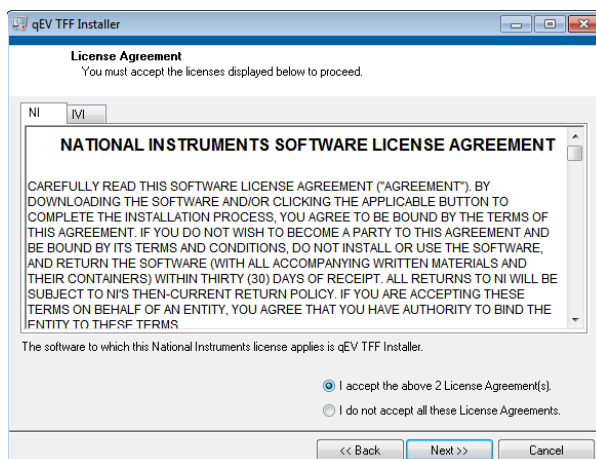 qEV TFF Installer
License Agreement
You must accept the licenses displayed below to proceed.
NI IVI
NATIONAL INSTRUMENTS SOFTWARE LICENSE AGREEMENT
CAREFULLY READ THIS SOFTWARE LICENSE AGREEMENT ("AGREEMENT"). BY
DOWNLOADING THE SOFTWARE AND/OR CLICKING THE APPLICABLE BUTTON TO
COMPLETE THE INSTALLATION PROCESS, YOU AGREE TO BE BOUND BY THE TERMS OF
THIS AGREEMENT. IF YOU DO NOT WISH TO BECOME A PARTY TO THIS AGREEMENT AND
BE BOUND BY ITS TERMS AND CONDITIONS, DO NOT INSTALL OR USE THE SOFTWARE,
AND RETURN THE SOFTWARE (WITH ALL ACCOMPANYING WRITTEN MATERIALS AND
THEIR CONTAINERS) WITHIN THIRTY (30) DAYS OF RECEIPT. ALL RETURNS TO NI WILL BE
SUBJECT TO NI'S THEN-CURRENT RETURN POLICY. IF YOU ARE ACCEPTING THESE
TERMS ON BEHALF OF AN ENTITY, YOU AGREE THAT YOU HAVE AUTHORITY TO BIND THE
ENTITY TO THESE TERMS
The software to which this National Instruments license applies is qEV TFF Installer.
I accept the above 2 License Agreement(s).
I do not accept all these License Agreements.
<< Back Next >> Cancel